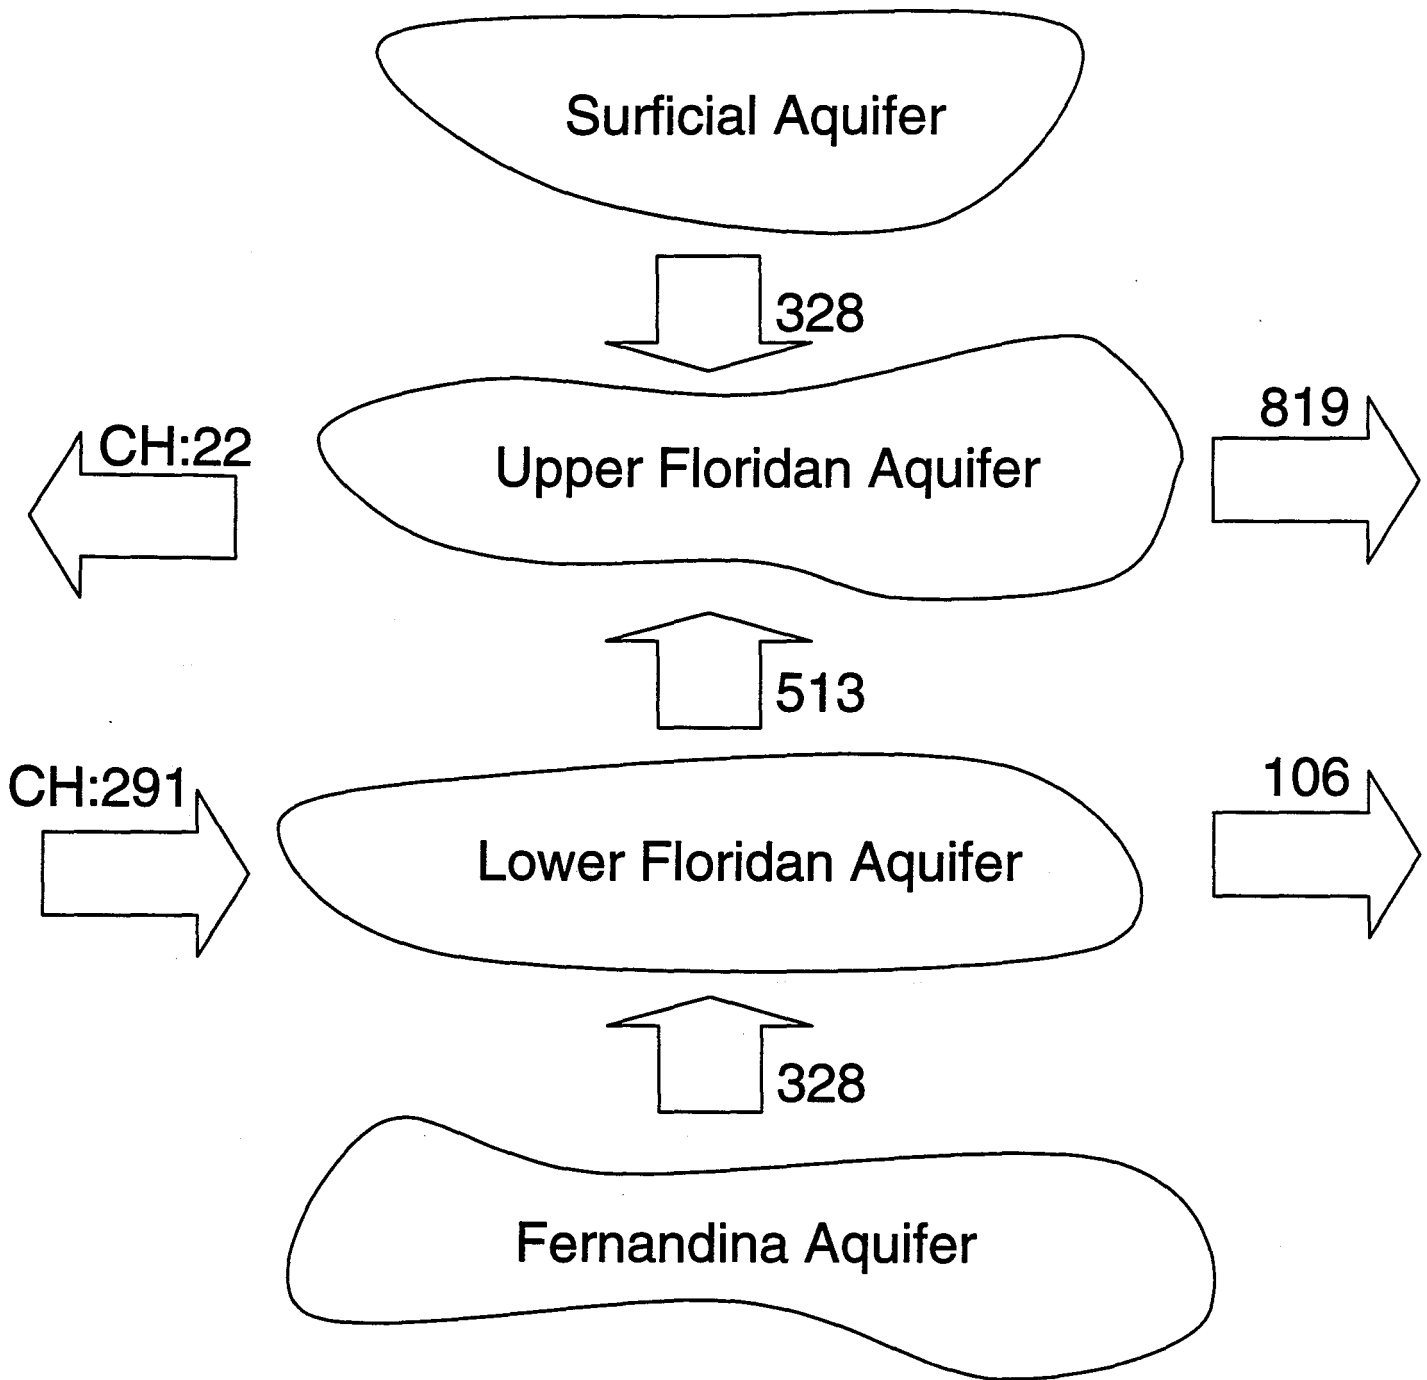 Surficial Aquifer
328
819
CH:22
Upper Floridan Aquifer
513
CH:291
106
Lower Floridan Aquifer
328
Fernandina Aquifer